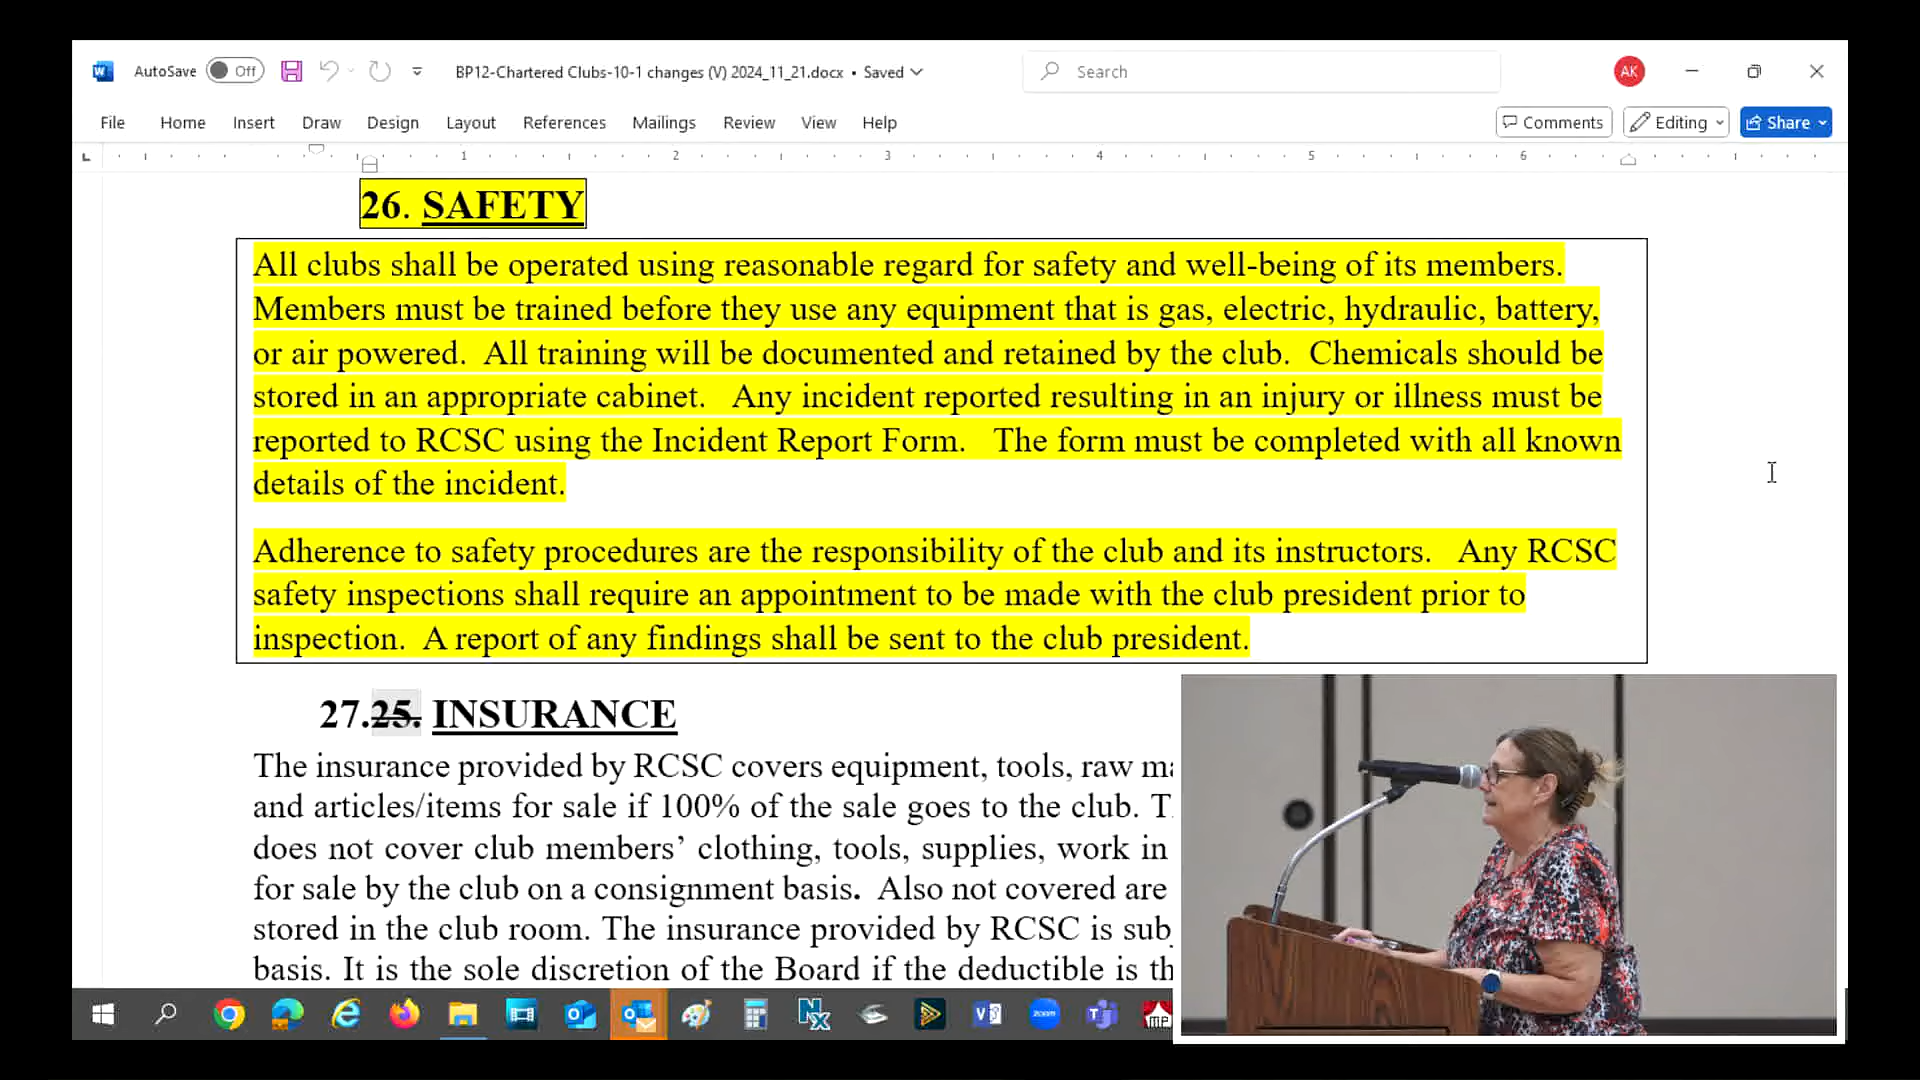 AutoSave Off BP12-Chartered Clubs-10-1 changes (V) 2024_11_21.docx • Saved Search AK
File Home Insert Draw Design Layout References Mailings Review View Help Comments Editing Share
1 2 3 4 5 6
26. SAFETY
All clubs shall be operated using reasonable regard for safety and well-being of its members.
Members must be trained before they use any equipment that is gas, electric, hydraulic, battery,
or air powered. All training will be documented and retained by the club. Chemicals should be
stored in an appropriate cabinet. Any incident reported resulting in an injury or illness must be
reported to RCSC using the Incident Report Form. The form must be completed with all known
details of the incident.
Adherence to safety procedures are the responsibility of the club and its instructors. Any RCSC
safety inspections shall require an appointment to be made with the club president prior to
inspection. A report of any findings shall be sent to the club president.
27.25. INSURANCE
The insurance provided by RCSC covers equipment, tools, raw ma
and articles/items for sale if 100% of the sale goes to the club. T
does not cover club members’ clothing, tools, supplies, work in
for sale by the club on a consignment basis. Also not covered are
stored in the club room. The insurance provided by RCSC is sub
basis. It is the sole discretion of the Board if the deductible is th
zoom